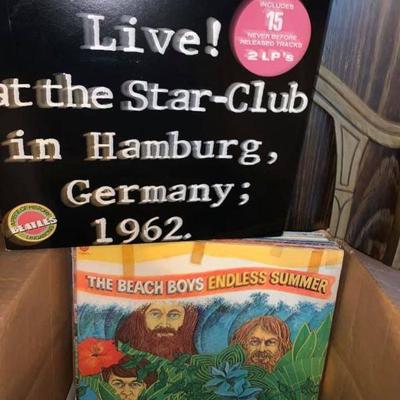 INCLUDES
15
NEVER BEFORE
RELEASED TRACKS
2 LP's
Live!
at the Star-Club
in Hamburg,
Germany;
1962.
BEATLES
THE BEACH BOYS ENDLESS SUMMER